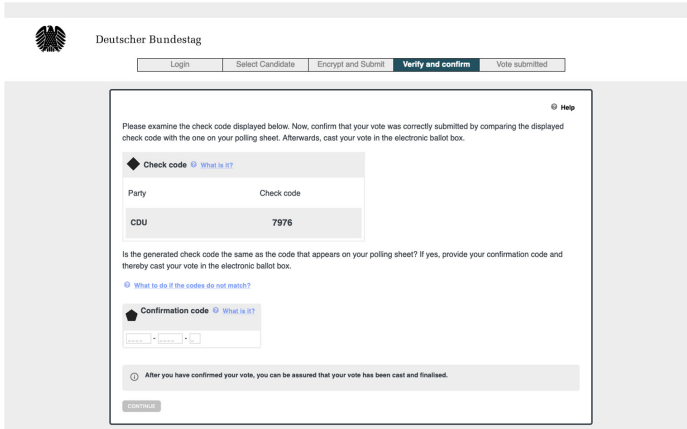 Deutscher Bundestag
Login Select Candidate Encrypt and Submit Verify and confirm Vote submitted
Help
Please examine the check code displayed below. Now, confirm that your vote was correctly submitted by comparing the displayed
check code with the one on your polling sheet. Afterwards, cast your vote in the electronic ballot box.
Check code What is it?
Party Check code
CDU 7976
Is the generated check code the same as the code that appears on your polling sheet? If yes, provide your confirmation code and
thereby cast your vote in the electronic ballot box.
What to do if the codes do not match?
Confirmation code What is it?
____ - ____ - _
After you have confirmed your vote, you can be assured that your vote has been cast and finalised.
CONTINUE